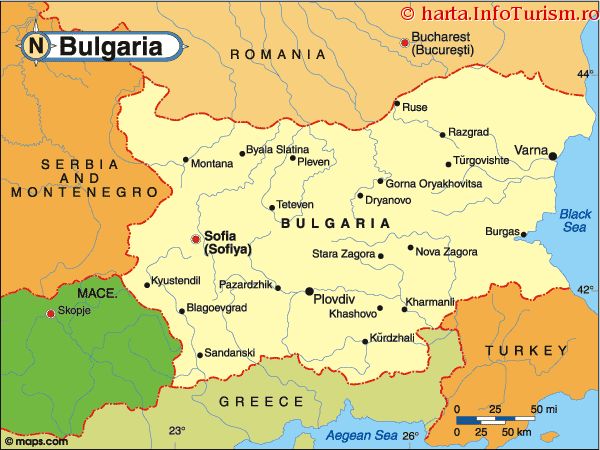 © harta.InfoTurism.ro
N Bulgaria
Bucharest
(Bucureşti)
ROMANIA
44°
Ruse
Razgrad
Varna
Byala Slatina
Montana
Pleven
Türgovishte
SERBIA
AND
MONTENEGRO
Gorna Oryakhovitsa
Teteven
Dryanovo
BULGARIA
Black
Sea
Sofia
(Sofiya)
Burgas
Stara Zagora
Nova Zagora
Kyustendil
Pazardzhik
MACE.
Plovdiv
42°
Skopje
Blagoevgrad
Khashovo
Kharmanli
Kürdzhali
Sandanski
TURKEY
GREECE
0 25 50 mi
0 25 50 km
23°
Aegean Sea
26°
© maps.com